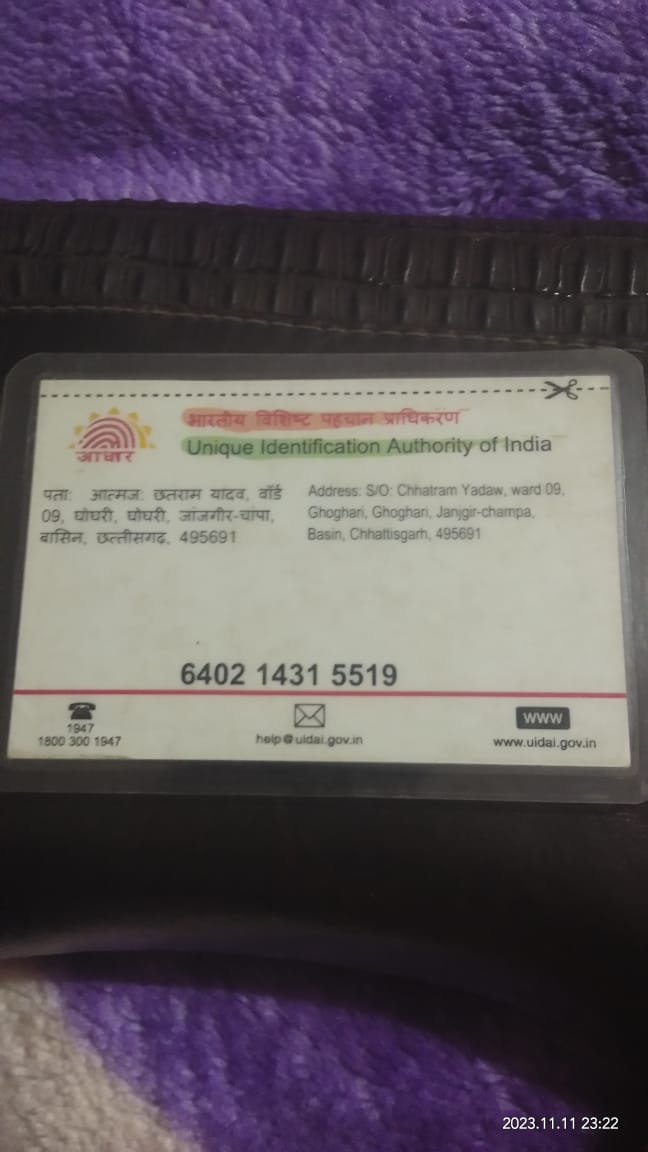 भारतीय विशिष्ट पहचान प्राधिकरण
Unique Identification Authority of India
आधार
पता: आत्मज: छतराम यादव, वॉर्ड
09, घोघरी, घोघरी, जांजगीर-चांपा,
बासिन, छत्तीसगढ़, 495691
Address: S/O: Chhatram Yadaw, ward 09,
Ghoghari, Ghoghari, Janjgir-champa,
Basin, Chhattisgarh, 495691
6402 1431 5519
1947
1800 300 1947
help@uidai.gov.in
www
www.uidai.gov.in
2023.11.11 23:22